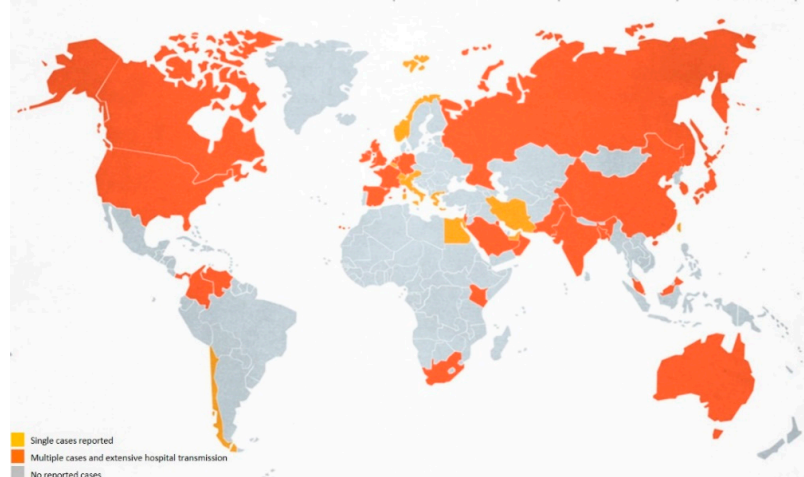 Single cases reported
Multiple cases and extensive hospital transmission
No reported cases